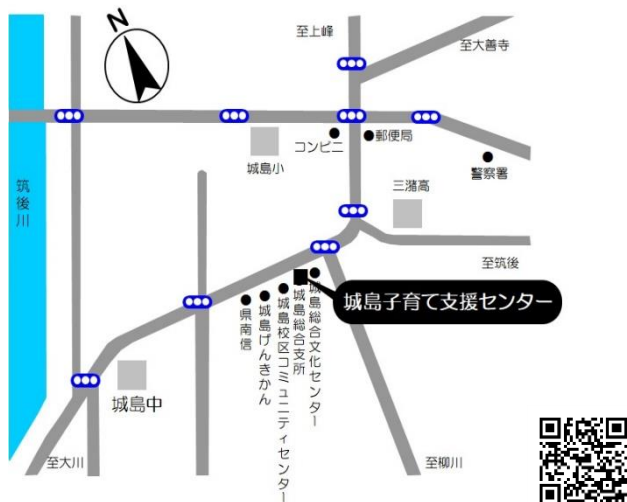 N
至上峰
至大善寺
コンビニ
郵便局
城島小
警察署
三潴高
筑後川
至筑後
城島子育て支援センター
城島総合文化センター
城島総合支所
城島校区コミュニティセンター
城島げんきかん
県南信
城島中
至大川
至柳川